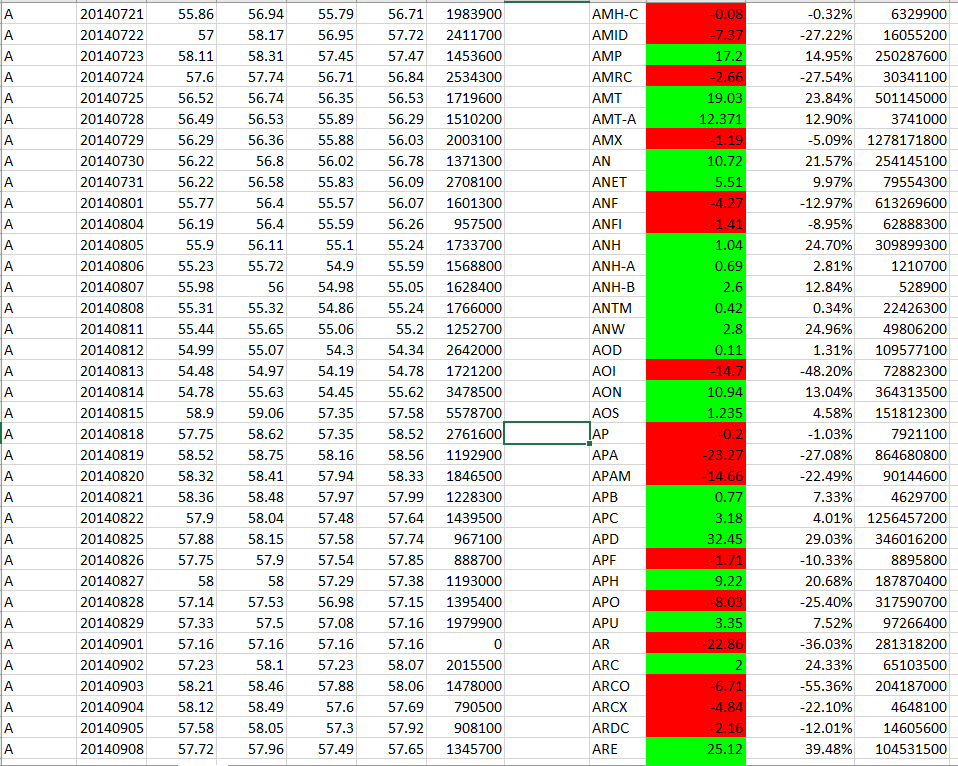 A 20140721 55.86 56.94 55.79 56.71 1983900 AMH-C -0.08 -0.32% 6329900
A 20140722 57 58.17 56.95 57.72 2411700 AMID -7.37 -27.22% 16055200
A 20140723 58.11 58.31 57.45 57.47 1453600 AMP 17.2 14.95% 250287600
A 20140724 57.6 57.74 56.71 56.84 2534300 AMRC -2.66 -27.54% 30341100
A 20140725 56.52 56.74 56.35 56.53 1719600 AMT 19.03 23.84% 501145000
A 20140728 56.49 56.53 55.89 56.29 1510200 AMT-A 12.371 12.90% 3741000
A 20140729 56.29 56.36 55.88 56.03 2003100 AMX -1.19 -5.09% 1278171800
A 20140730 56.22 56.8 56.02 56.78 1371300 AN 10.72 21.57% 254145100
A 20140731 56.22 56.58 55.83 56.09 2708100 ANET 5.51 9.97% 79554300
A 20140801 55.77 56.4 55.57 56.07 1601300 ANF -4.27 -12.97% 613269600
A 20140804 56.19 56.4 55.59 56.26 957500 ANFI -1.41 -8.95% 62888300
A 20140805 55.9 56.11 55.1 55.24 1733700 ANH 1.04 24.70% 309899300
A 20140806 55.23 55.72 54.9 55.59 1568800 ANH-A 0.69 2.81% 1210700
A 20140807 55.98 56 54.98 55.05 1628400 ANH-B 2.6 12.84% 528900
A 20140808 55.31 55.32 54.86 55.24 1766000 ANTM 0.42 0.34% 22426300
A 20140811 55.44 55.65 55.06 55.2 1252700 ANW 2.8 24.96% 49806200
A 20140812 54.99 55.07 54.3 54.34 2642000 AOD 0.11 1.31% 109577100
A 20140813 54.48 54.97 54.19 54.78 1721200 AOI -14.7 -48.20% 72882300
A 20140814 54.78 55.63 54.45 55.62 3478500 AON 10.94 13.04% 364313500
A 20140815 58.9 59.06 57.35 57.58 5578700 AOS 1.235 4.58% 151812300
A 20140818 57.75 58.62 57.35 58.52 2761600 AP -0.2 -1.03% 7921100
A 20140819 58.52 58.75 58.16 58.56 1192900 APA -23.27 -27.08% 864680800
A 20140820 58.32 58.41 57.94 58.33 1846500 APAM -14.66 -22.49% 90144600
A 20140821 58.36 58.48 57.97 57.99 1228300 APB 0.77 7.33% 4629700
A 20140822 57.9 58.04 57.48 57.64 1439500 APC 3.18 4.01% 1256457200
A 20140825 57.88 58.15 57.58 57.74 967100 APD 32.45 29.03% 346016200
A 20140826 57.75 57.9 57.54 57.85 888700 APF -1.71 -10.33% 8895800
A 20140827 58 58 57.29 57.38 1193000 APH 9.22 20.68% 187870400
A 20140828 57.14 57.53 56.98 57.15 1395400 APO -8.03 -25.40% 317590700
A 20140829 57.33 57.5 57.08 57.16 1979900 APU 3.35 7.52% 97266400
A 20140901 57.16 57.16 57.16 57.16 0 AR -22.86 -36.03% 281318200
A 20140902 57.23 58.1 57.23 58.07 2015500 ARC 2 24.33% 65103500
A 20140903 58.21 58.46 57.88 58.06 1478000 ARCO -6.71 -55.36% 204187000
A 20140904 58.12 58.49 57.6 57.69 790500 ARCX -4.84 -22.10% 4648100
A 20140905 57.58 58.05 57.3 57.92 908100 ARDC -2.16 -12.01% 14605600
A 20140908 57.72 57.96 57.49 57.65 1345700 ARE 25.12 39.48% 104531500